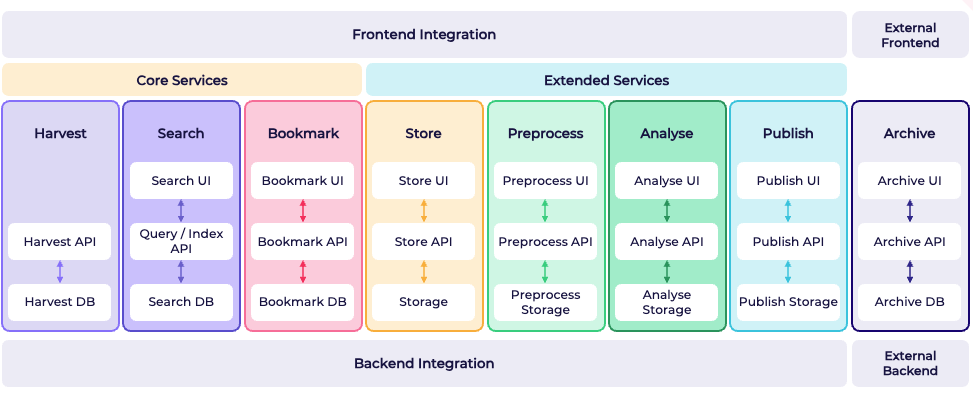 Frontend Integration
External
Frontend
Core Services
Extended Services
Harvest
Search
Bookmark
Store
Preprocess
Analyse
Publish
Archive
Search UI
Bookmark UI
Store UI
Preprocess UI
Analyse UI
Publish UI
Archive UI
Harvest API
Query / Index
API
Bookmark API
Store API
Preprocess API
Analyse API
Publish API
Archive API
Harvest DB
Search DB
Bookmark DB
Storage
Preprocess
Storage
Analyse
Storage
Publish Storage
Archive DB
Backend Integration
External
Backend